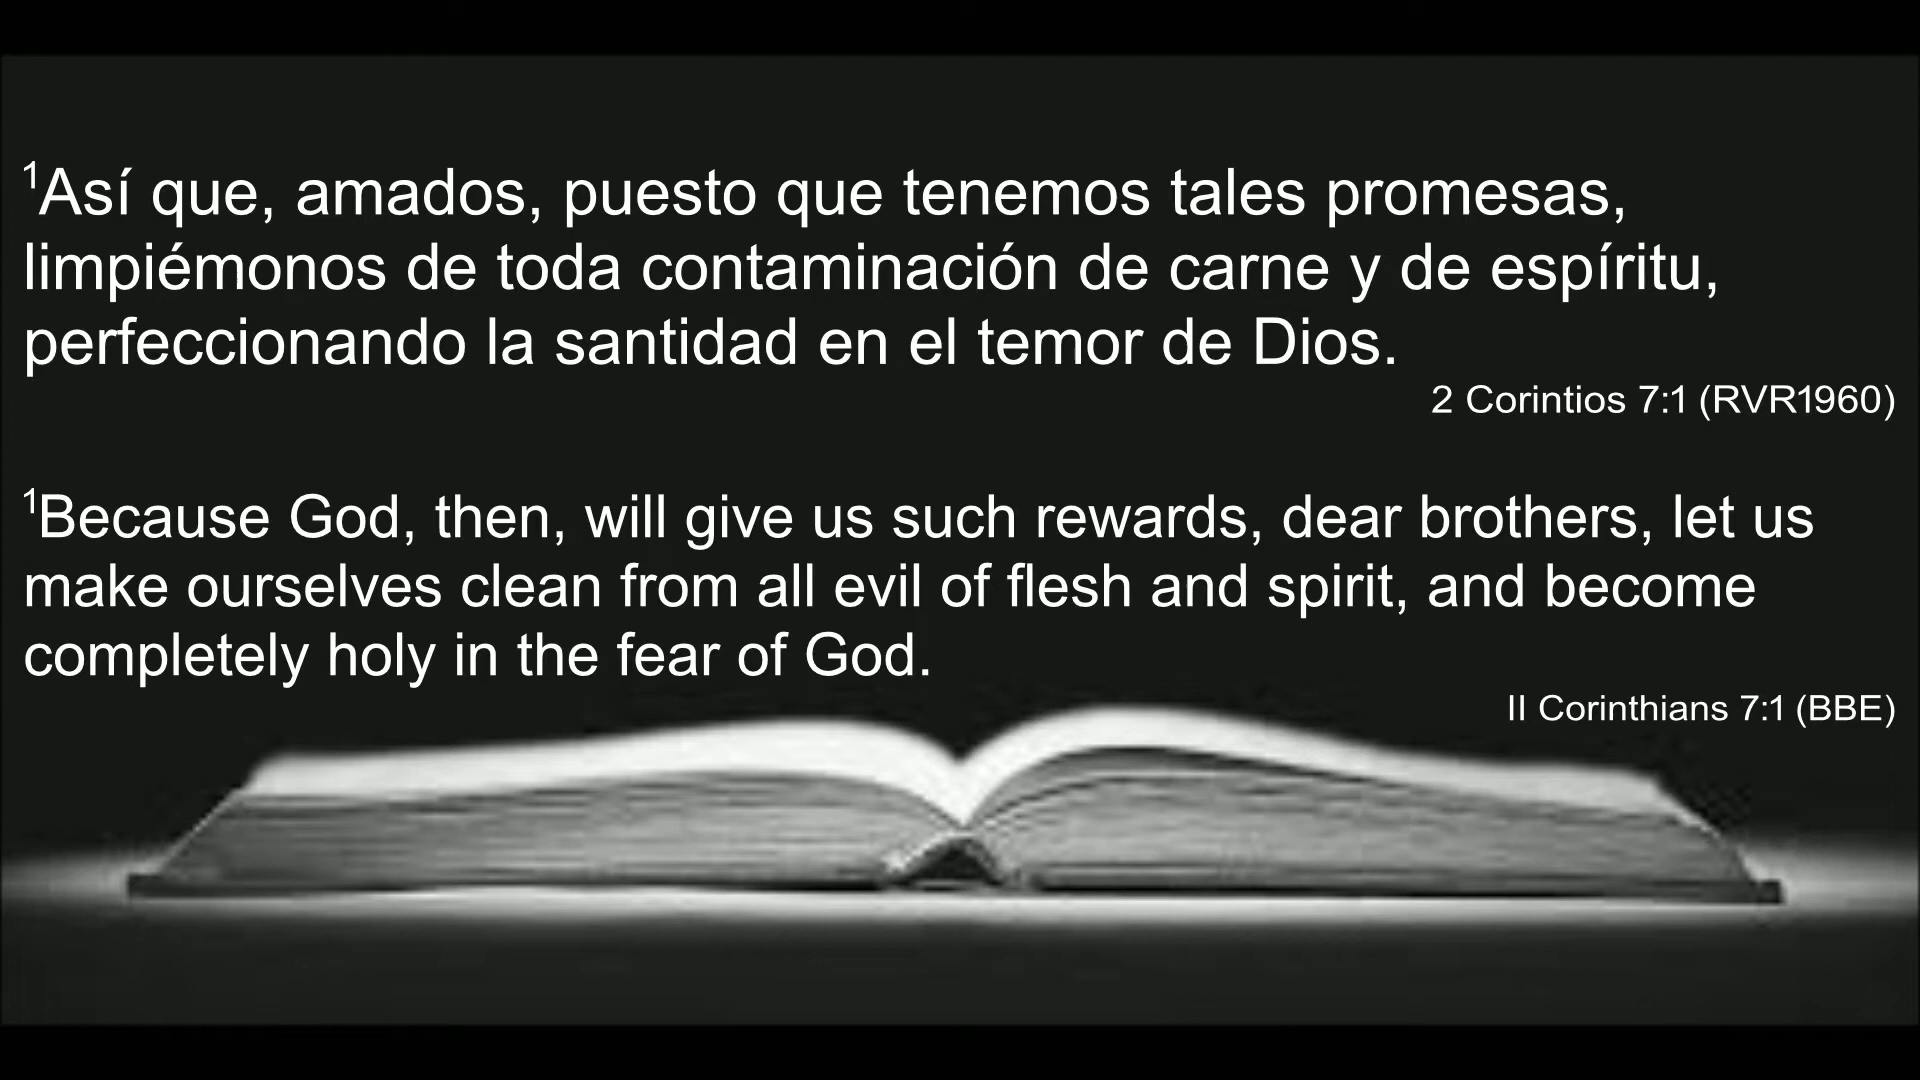 ¹Así que, amados, puesto que tenemos tales promesas,
limpiémonos de toda contaminación de carne y de espíritu,
perfeccionando la santidad en el temor de Dios.
2 Corintios 7:1 (RVR1960)
¹Because God, then, will give us such rewards, dear brothers, let us
make ourselves clean from all evil of flesh and spirit, and become
completely holy in the fear of God.
II Corinthians 7:1 (BBE)